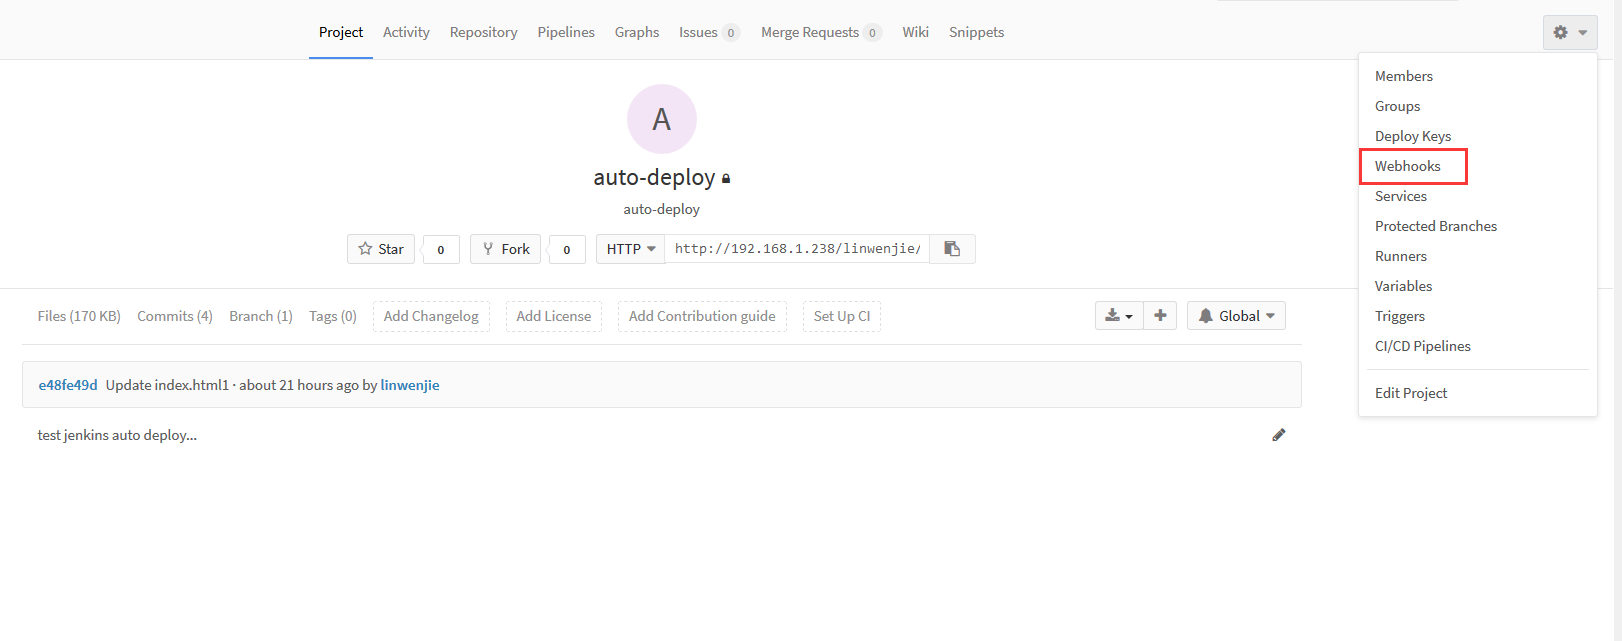 Project Activity Repository Pipelines Graphs Issues 0 Merge Requests 0 Wiki Snippets
Members
Groups
Deploy Keys
Webhooks
Services
Protected Branches
Runners
Variables
Triggers
CI/CD Pipelines
Edit Project
A
auto-deploy
auto-deploy
Star 0 Fork 0 HTTP http://192.168.1.238/linwenjie/
Files (170 KB) Commits (4) Branch (1) Tags (0) Add Changelog Add License Add Contribution guide Set Up CI Global
e48fe49d Update index.html1 · about 21 hours ago by linwenjie
test jenkins auto deploy...